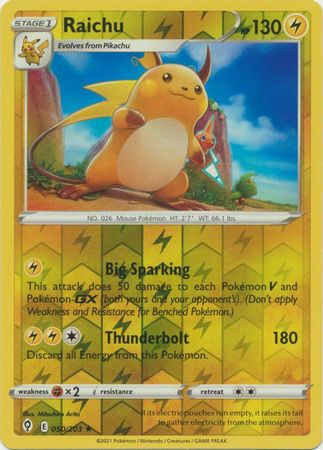 STAGE 1
Raichu HP 130
Evolves from Pikachu
NO. 026 Mouse Pokémon HT: 2'7" WT: 66.1 lbs.
Big Sparking
This attack does 50 damage to each Pokémon V and
Pokémon-GX (both yours and your opponent's). (Don't apply
Weakness and Resistance for Benched Pokémon.)
Thunderbolt 180
Discard all Energy from this Pokémon.
weakness × 2 resistance retreat
Illus. Mitsuhiro Arita
If its electric pouches run empty, it raises its tail
to gather electricity from the atmosphere.
E 050/203 ★
©2021 Pokémon / Nintendo / Creatures / GAME FREAK